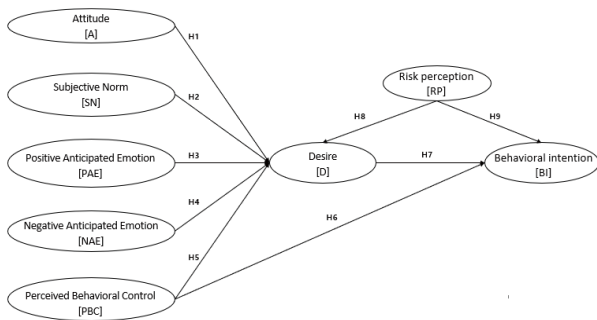 Attitude
[A]
H1
Risk perception
[RP]
Subjective Norm
[SN]
H2
H8
H9
Positive Anticipated Emotion
[PAE]
H3
Desire
[D]
H7
Behavioral intention
[BI]
Negative Anticipated Emotion
[NAE]
H4
H6
H5
Perceived Behavioral Control
[PBC]